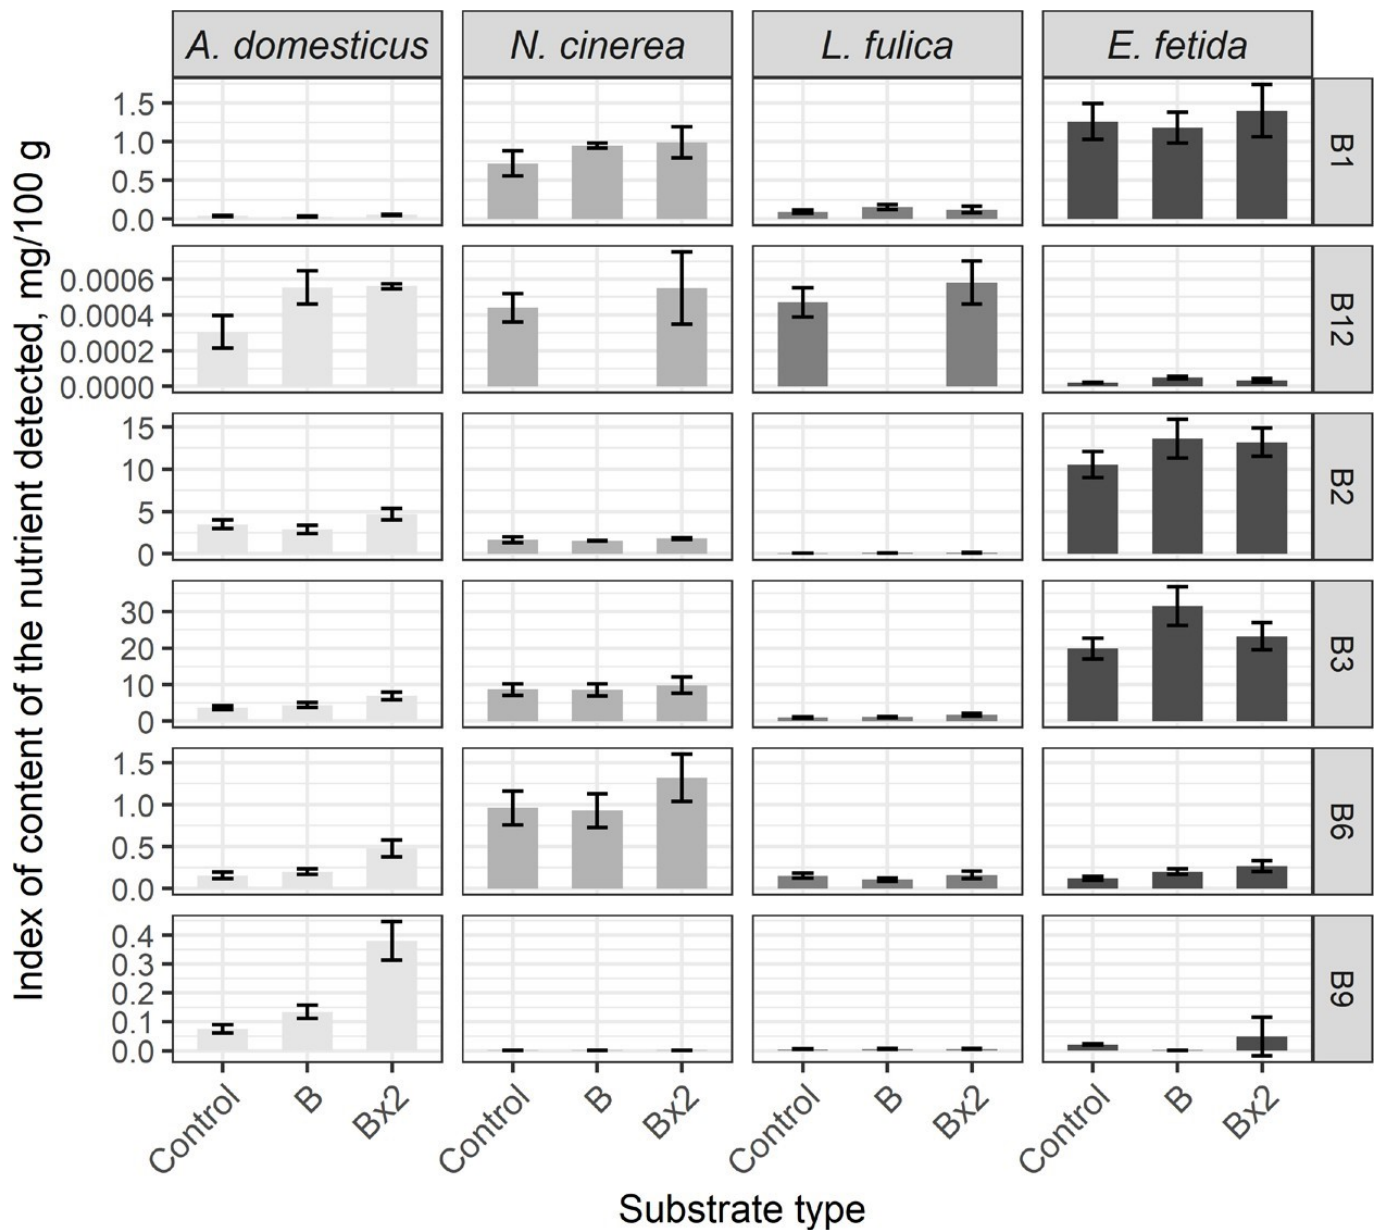 A. domesticus N. cinerea L. fulica E. fetida
Index of content of the nutrient detected, mg/100 g
1.5
1.0
0.5
0.0
B1
0.0006
0.0004
0.0002
0.0000
B12
15
10
5
0
B2
30
20
10
0
B3
1.5
1.0
0.5
0.0
B6
0.4
0.3
0.2
0.1
0.0
B9
Control B Bx2 Control B Bx2 Control B Bx2 Control B Bx2
Substrate type